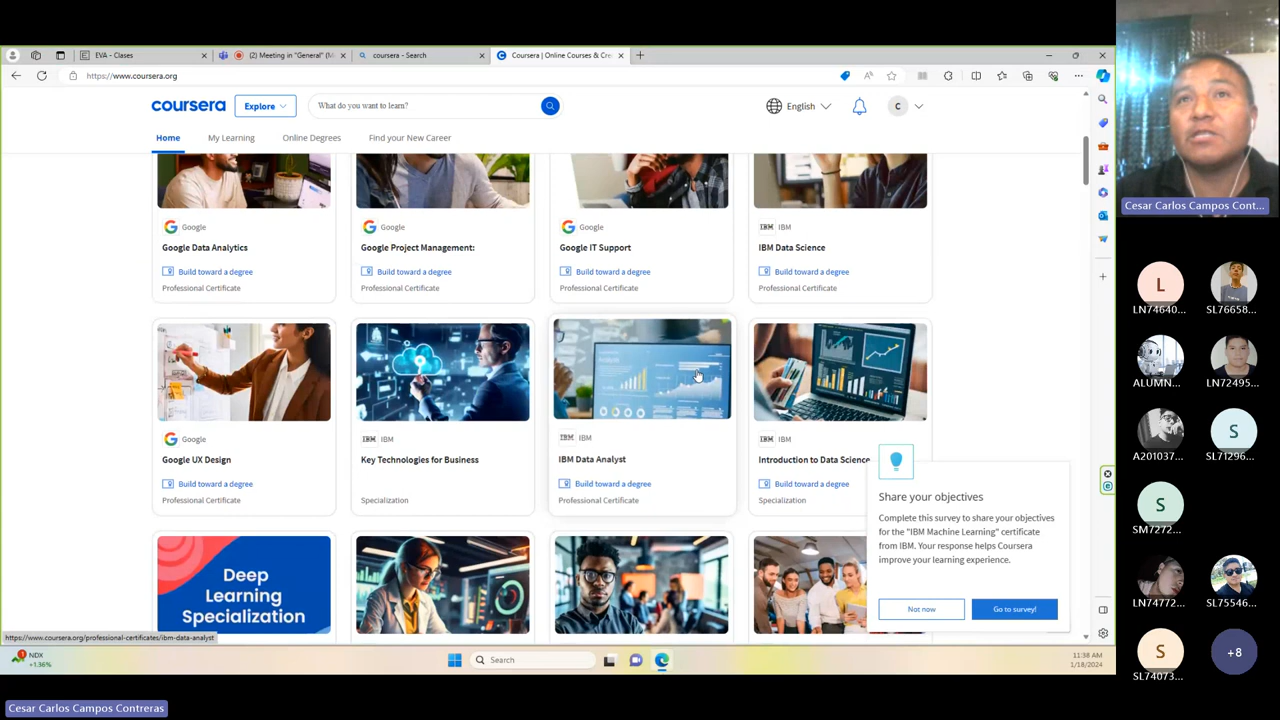 EVA - Clases
(2) Meeting in "General" (M
coursera - Search
Coursera | Online Courses & Cre
https://www.coursera.org
coursera
Explore
What do you want to learn?
English
C
Home
My Learning
Online Degrees
Find your New Career
Google
Google
Google
IBM
Google Data Analytics
Google Project Management:
Google IT Support
IBM Data Science
Build toward a degree
Build toward a degree
Build toward a degree
Build toward a degree
Professional Certificate
Professional Certificate
Professional Certificate
Professional Certificate
Google
IBM
IBM
IBM
Google UX Design
Key Technologies for Business
IBM Data Analyst
Introduction to Data Science
Build toward a degree
Build toward a degree
Build toward a degree
Professional Certificate
Specialization
Professional Certificate
Specialization
Deep
Learning
Specialization
Share your objectives
Complete this survey to share your objectives
for the "IBM Machine Learning" certificate
from IBM. Your response helps Coursera
improve your learning experience.
Not now
Go to survey!
https://www.coursera.org/professional-certificates/ibm-data-analyst
NDX
+1.36%
Search
11:38 AM
1/18/2024
Cesar Carlos Campos Cont...
L
LN74640...
SL76658...
ALUMN...
LN72495...
A201037...
S
SL71296...
S
SM7272...
LN74772...
SL75546...
S
SL74073...
+8
Cesar Carlos Campos Contreras